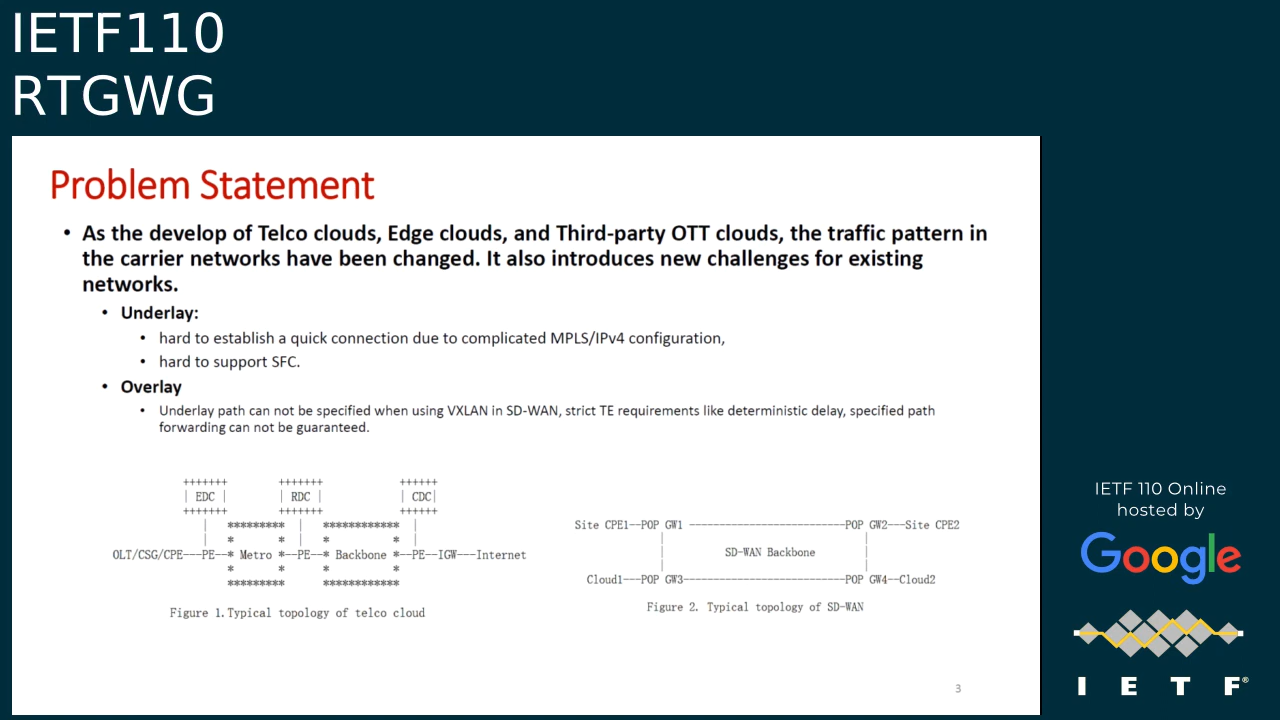 IETF110
RTGWG
Problem Statement
• As the develop of Telco clouds, Edge clouds, and Third-party OTT clouds, the traffic pattern in
the carrier networks have been changed. It also introduces new challenges for existing
networks.
• Underlay:
• hard to establish a quick connection due to complicated MPLS/IPv4 configuration,
• hard to support SFC.
• Overlay
• Underlay path can not be specified when using VXLAN in SD-WAN, strict TE requirements like deterministic delay, specified path
forwarding can not be guaranteed.
+++++++ +++++++ ++++++
| EDC | | RDC | | CDC|
+++++++ +++++++ ++++++
| ********* | ************ |
| * * | * * |
OLT/CSG/CPE---PE--* Metro *--PE--* Backbone *--PE--IGW---Internet
* * * *
********* ************
Figure 1.Typical topology of telco cloud
Site CPE1--POP GW1 --------------------------POP GW2---Site CPE2
| |
| SD-WAN Backbone |
| |
Cloud1---POP GW3---------------------------POP GW4--Cloud2
Figure 2. Typical topology of SD-WAN
3
IETF 110 Online
hosted by
Google
I E T F®